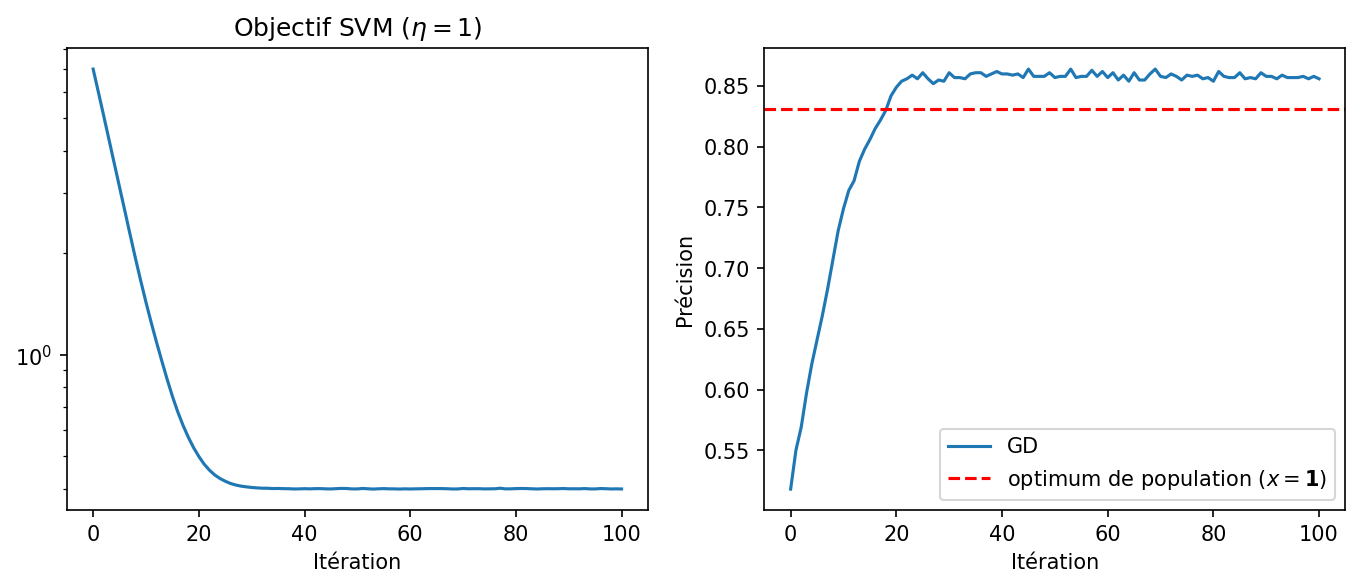 Objectif SVM (η = 1)
10⁰
0 20 40 60 80 100
Itération
Précision
0.85
0.80
0.75
0.70
0.65
0.60
0.55
GD
optimum de population (x = 1)
0 20 40 60 80 100
Itération